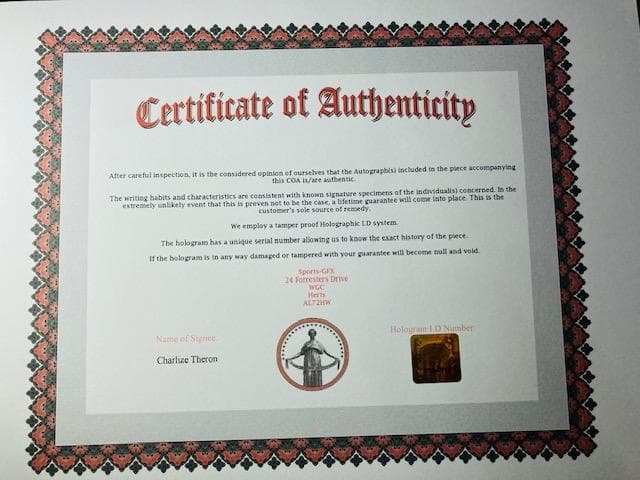 Certificate of Authenticity
After careful inspection, it is the considered opinion of ourselves that the Autograph(s) included in the piece accompanying
this COA is/are authentic.
The writing habits and characteristics are consistent with known signature specimens of the individual(s) concerned. In the
extremely unlikely event that this is proven not to be the case, a lifetime guarantee will come into place. This is the
customer's sole source of remedy.
We employ a tamper proof Holographic I.D system.
The hologram has a unique serial number allowing us to know the exact history of the piece.
If the hologram is in any way damaged or tampered with your guarantee will become null and void.
Sports-GFX
24 Forresters Drive
WGC
Herts
AL72HW
Name of Signee.
Hologram I.D Number.
Charlize Theron